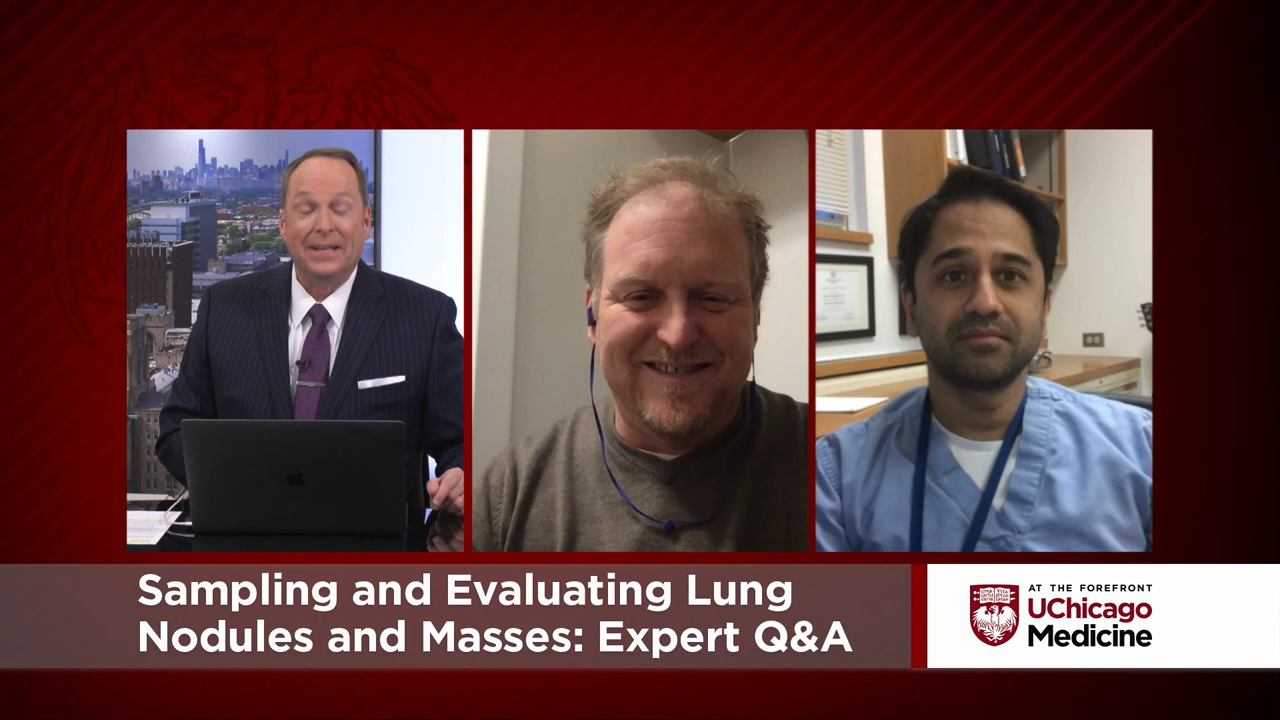 Sampling and Evaluating Lung
Nodules and Masses: Expert Q&A
AT THE FOREFRONT
UChicago
Medicine